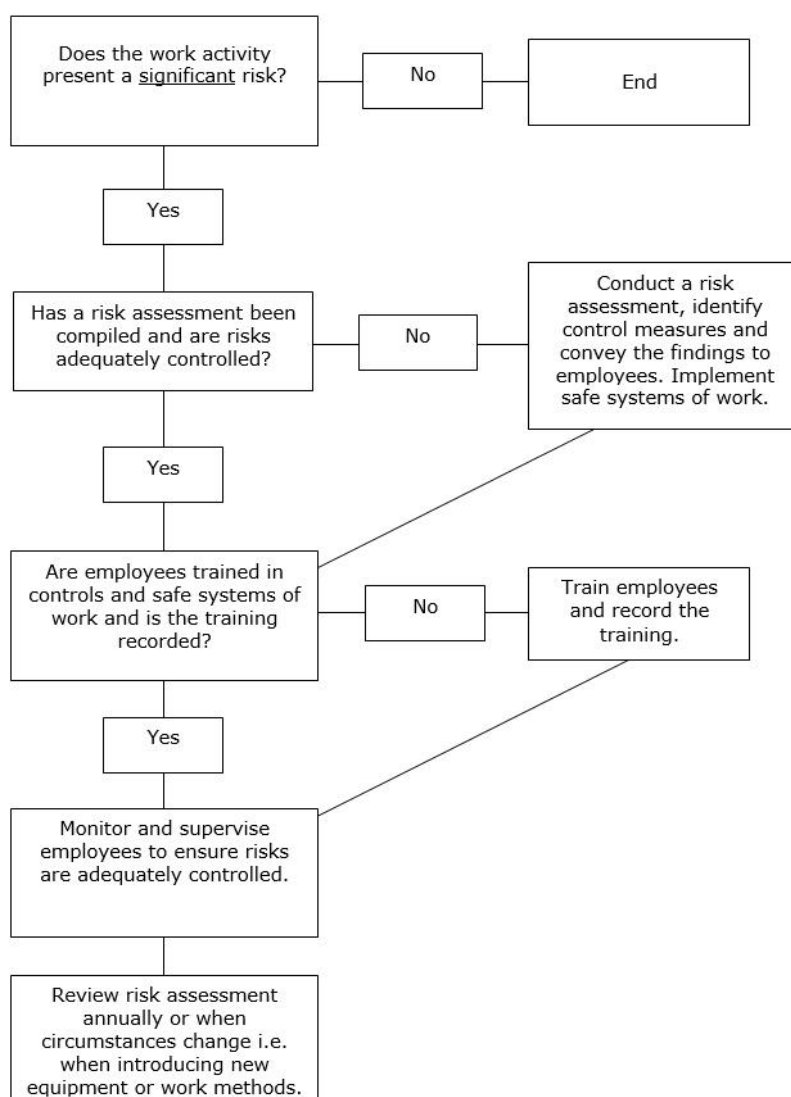 Does the work activity
present a significant risk?
No
End
Yes
Has a risk assessment been
compiled and are risks
adequately controlled?
No
Conduct a risk
assessment, identify
control measures and
convey the findings to
employees. Implement
safe systems of work.
Yes
Are employees trained in
controls and safe systems of
work and is the training
recorded?
No
Train employees
and record the
training.
Yes
Monitor and supervise
employees to ensure risks
are adequately controlled.
Review risk assessment
annually or when
circumstances change i.e.
when introducing new
equipment or work methods.